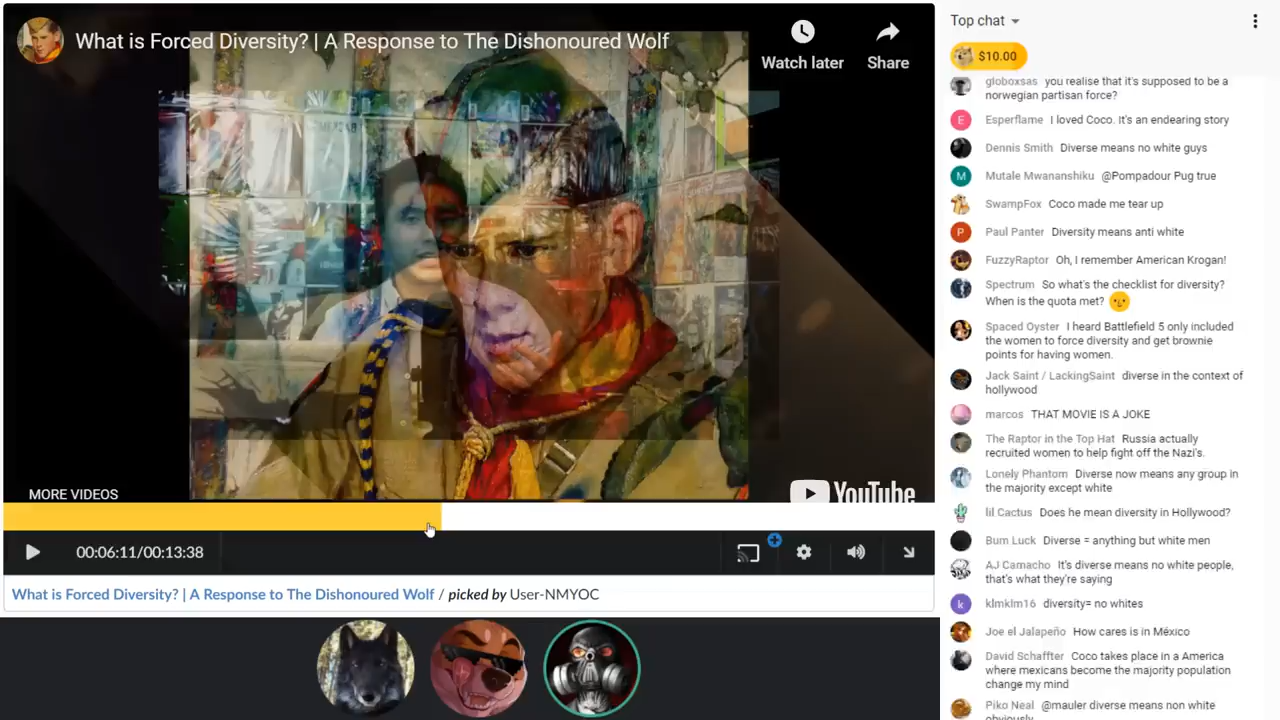 What is Forced Diversity? | A Response to The Dishonoured Wolf
Watch later
Share
MORE VIDEOS
YouTube
00:06:11/00:13:38
What is Forced Diversity? | A Response to The Dishonoured Wolf / picked by User-NMYOC
Top chat
$10.00
globoxsas you realise that it's supposed to be a
norwegian partisan force?
E
Esperflame I loved Coco. It's an endearing story
Dennis Smith Diverse means no white guys
M
Mutale Mwananshiku @Pompadour Pug true
SwampFox Coco made me tear up
P
Paul Panter Diversity means anti white
FuzzyRaptor Oh, I remember American Krogan!
Spectrum So what's the checklist for diversity?
When is the quota met?
Spaced Oyster I heard Battlefield 5 only included
the women to force diversity and get brownie
points for having women.
Jack Saint / LackingSaint diverse in the context of
hollywood
marcos THAT MOVIE IS A JOKE
The Raptor in the Top Hat Russia actually
recruited women to help fight off the Nazi's.
Lonely Phantom Diverse now means any group in
the majority except white
lil Cactus Does he mean diversity in Hollywood?
Bum Luck Diverse = anything but white men
AJ Camacho It's diverse means no white people,
that's what they're saying
k
klmklm16 diversity= no whites
Joe el Jalapeño How cares is in México
David Schaffter Coco takes place in a America
where mexicans become the majority population
change my mind
Piko Neal @mauler diverse means non white
obviously